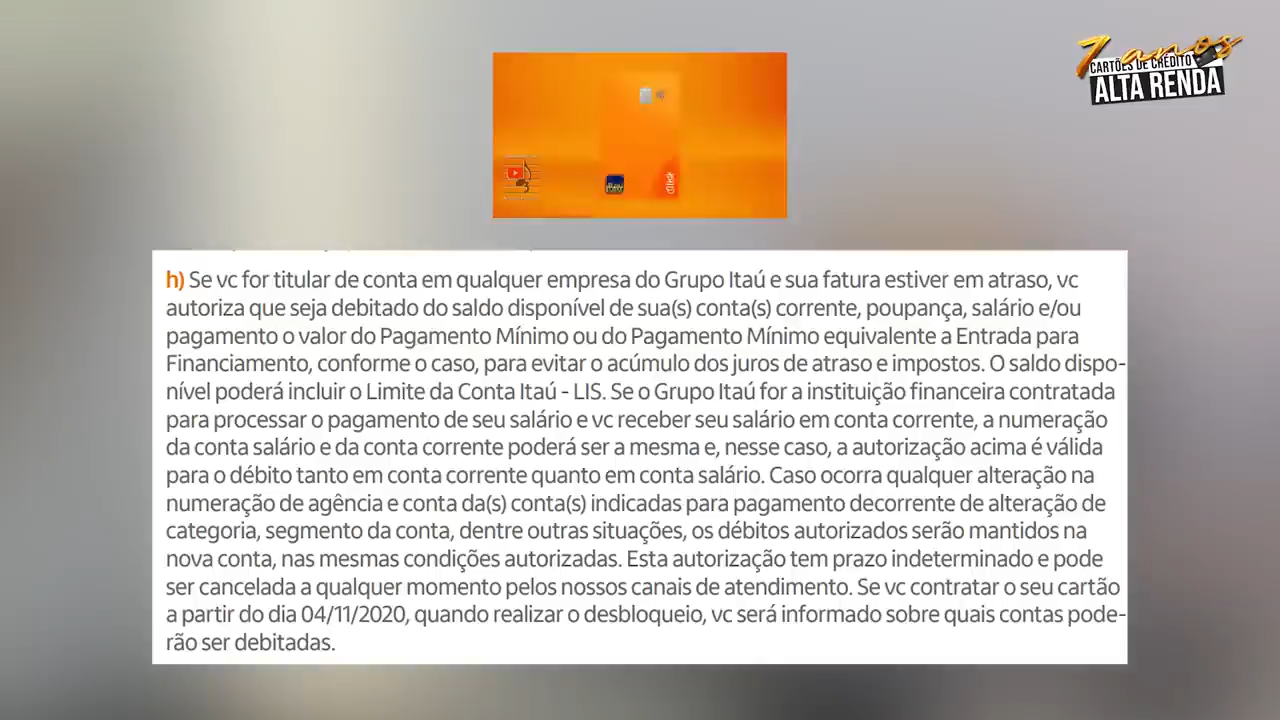 7 anos
CARTÕES DE CRÉDITO
ALTA RENDA
h) Se vc for titular de conta em qualquer empresa do Grupo Itaú e sua fatura estiver em atraso, vc
autoriza que seja debitado do saldo disponível de sua(s) conta(s) corrente, poupança, salário e/ou
pagamento o valor do Pagamento Mínimo ou do Pagamento Mínimo equivalente a Entrada para
Financiamento, conforme o caso, para evitar o acúmulo dos juros de atraso e impostos. O saldo dispo-
nível poderá incluir o Limite da Conta Itaú - LIS. Se o Grupo Itaú for a instituição financeira contratada
para processar o pagamento de seu salário e vc receber seu salário em conta corrente, a numeração
da conta salário e da conta corrente poderá ser a mesma e, nesse caso, a autorização acima é válida
para o débito tanto em conta corrente quanto em conta salário. Caso ocorra qualquer alteração na
numeração de agência e conta da(s) conta(s) indicadas para pagamento decorrente de alteração de
categoria, segmento da conta, dentre outras situações, os débitos autorizados serão mantidos na
nova conta, nas mesmas condições autorizadas. Esta autorização tem prazo indeterminado e pode
ser cancelada a qualquer momento pelos nossos canais de atendimento. Se vc contratar o seu cartão
a partir do dia 04/11/2020, quando realizar o desbloqueio, vc será informado sobre quais contas pode-
rão ser debitadas.